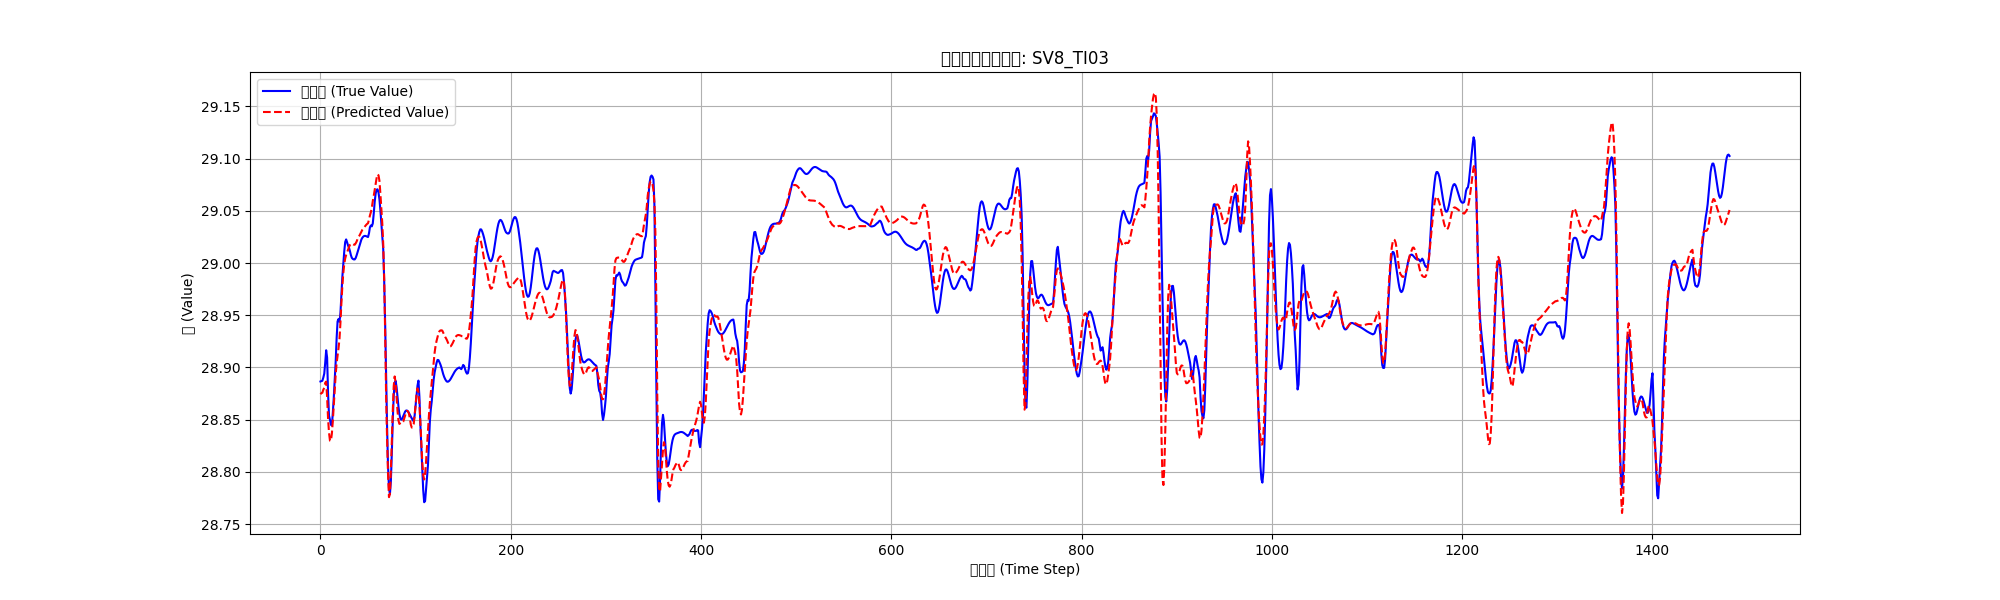 : SV8_TI03
(True Value)
(Predicted Value)
29.15
29.10
29.05
29.00
28.95
28.90
28.85
28.80
28.75
(Value)
0 200 400 600 800 1000 1200 1400
(Time Step)